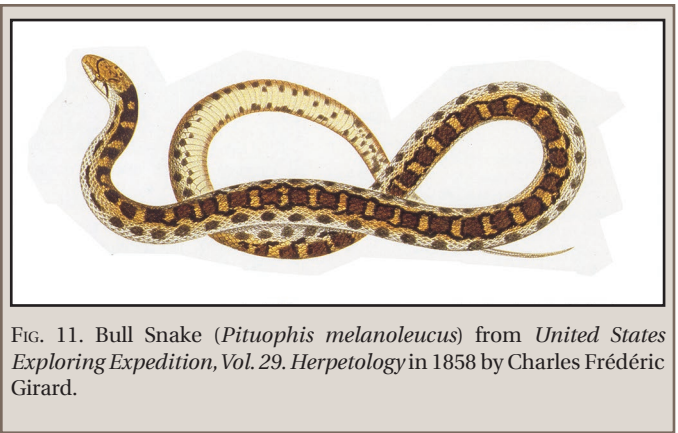 FIG. 11. Bull Snake (Pituophis melanoleucus) from United States
Exploring Expedition, Vol. 29. Herpetology in 1858 by Charles Frédéric
Girard.